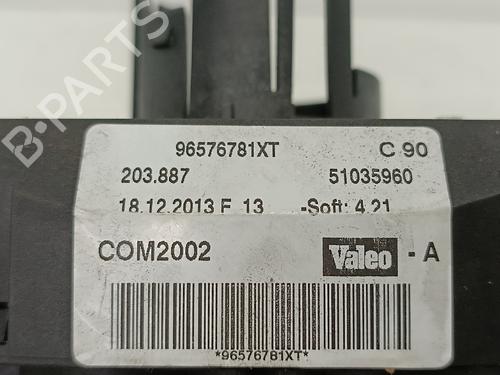 B-PARTS
96576781XT C 90
203.887 51035960
18.12.2013 F 13 -Soft: 4.21
COM2002 Valeo - A
*96576781XT*